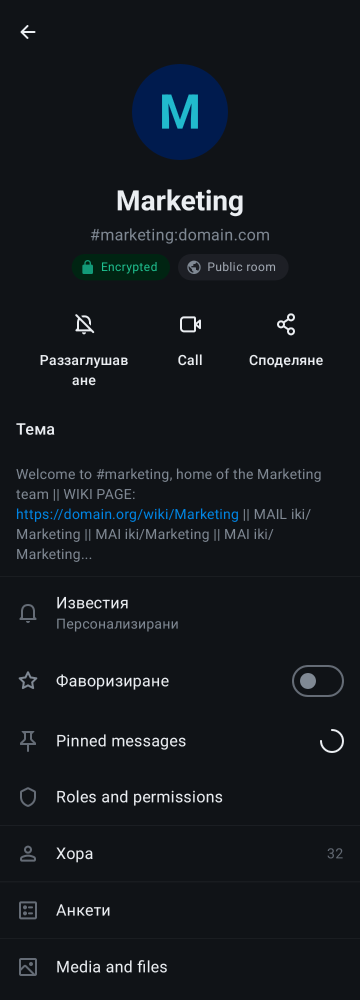 M
Marketing
#marketing:domain.com
Encrypted
Public room
Раззаглушав
ане
Call
Споделяне
Тема
Welcome to #marketing, home of the Marketing
team || WIKI PAGE:
https://domain.org/wiki/Marketing || MAIL iki/
Marketing || MAI iki/Marketing || MAI iki/
Marketing...
Известия
Персонализирани
Фаворизиране
Pinned messages
Roles and permissions
Хора
32
Анкети
Media and files